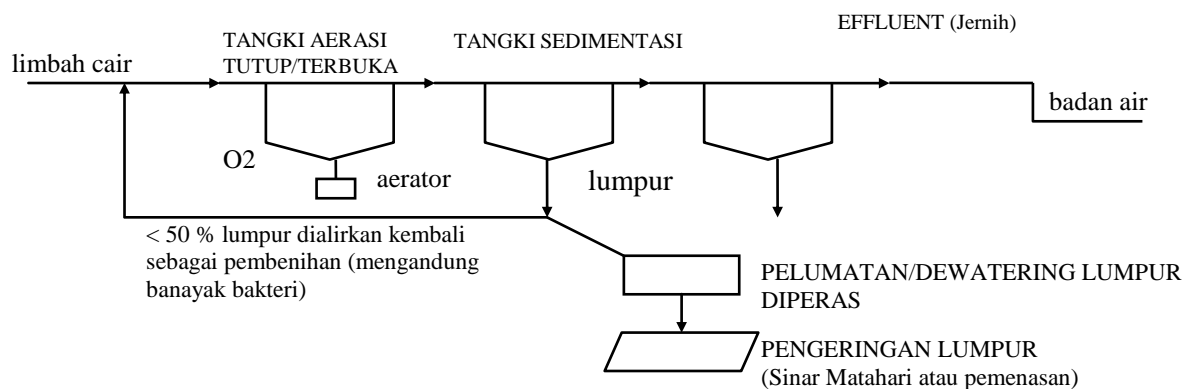 EFFLUENT (Jernih)
TANGKI AERASI
TUTUP/TERBUKA
TANGKI SEDIMENTASI
limbah cair
badan air
O2
aerator
lumpur
< 50 % lumpur dialirkan kembali
sebagai pembenihan (mengandung
banayak bakteri)
PELUMATAN/DEWATERING LUMPUR
DIPERAS
PENGERINGAN LUMPUR
(Sinar Matahari atau pemenasan)